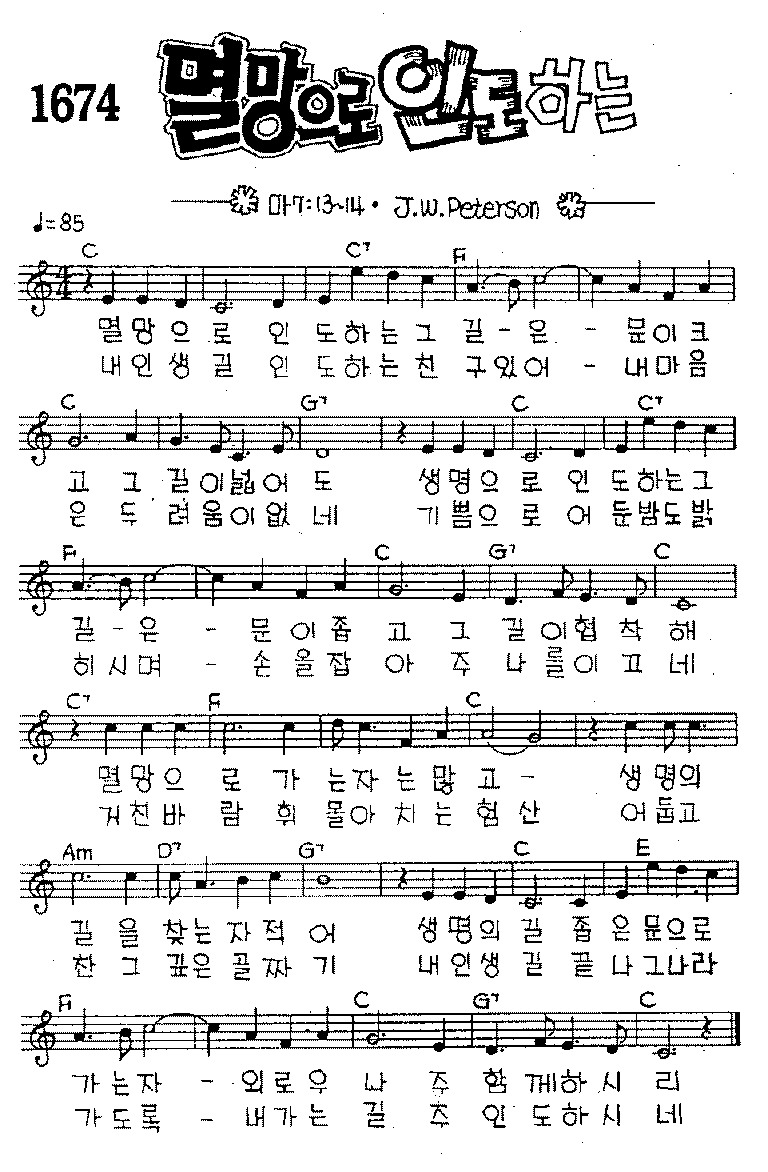 1674
멸망으로 인도하는
마7:13~14 · J.W.Peterson
♩=85
C C7 F
멸망으 로 인 도하는그 길-은 - 문이크
내인생 길 인 도하는친 구있어 - 내마음
C G7 C C7
고 그 길이넓어 도 생명으 로 인 도하는그
은 두 려움이없 네 기쁨으 로 어 둔밤도밝
F C G7 C
길-은 - 문이좁 고 그 길이협 착 해
히시며 - 손을잡 아 주 나를이 끄 네
C7 F C
멸망으 로 가 는자는많 고- 생명의
거친바 람 휘 몰아치는험 산 어둡고
Am D7 G7 C E
길 을 찾는자적 어 생명의 길 좁 은문으로
찬 그 깊은골짜 기 내인생 길 끝 나그나라
F C G7 C
가는자 - 외로우 나 주 함께하 시 리
가도록 - 내가는 길 주 인도하 시 네